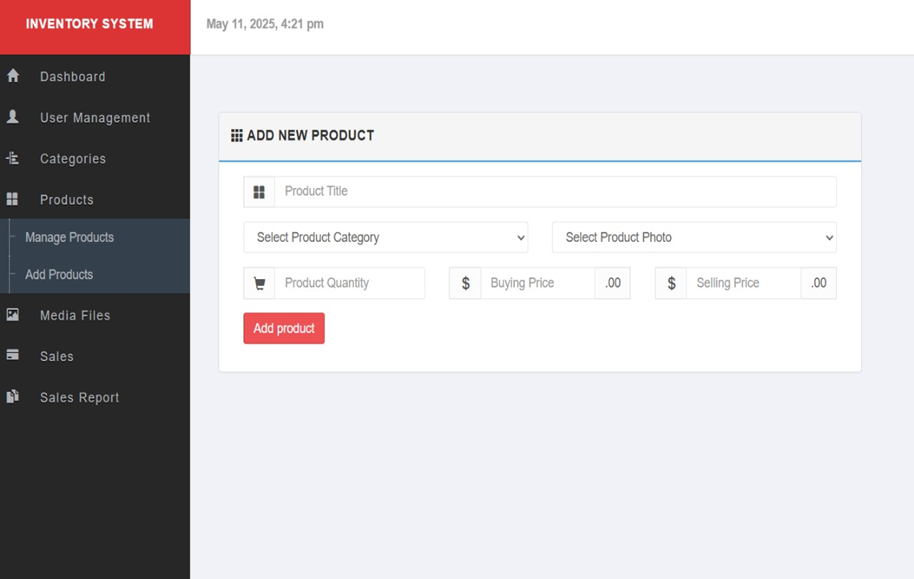 INVENTORY SYSTEM
May 11, 2025, 4:21 pm
Dashboard
User Management
Categories
Products
Manage Products
Add Products
Media Files
Sales
Sales Report
ADD NEW PRODUCT
Product Title
Select Product Category
Select Product Photo
Product Quantity
$ Buying Price .00
$ Selling Price .00
Add product